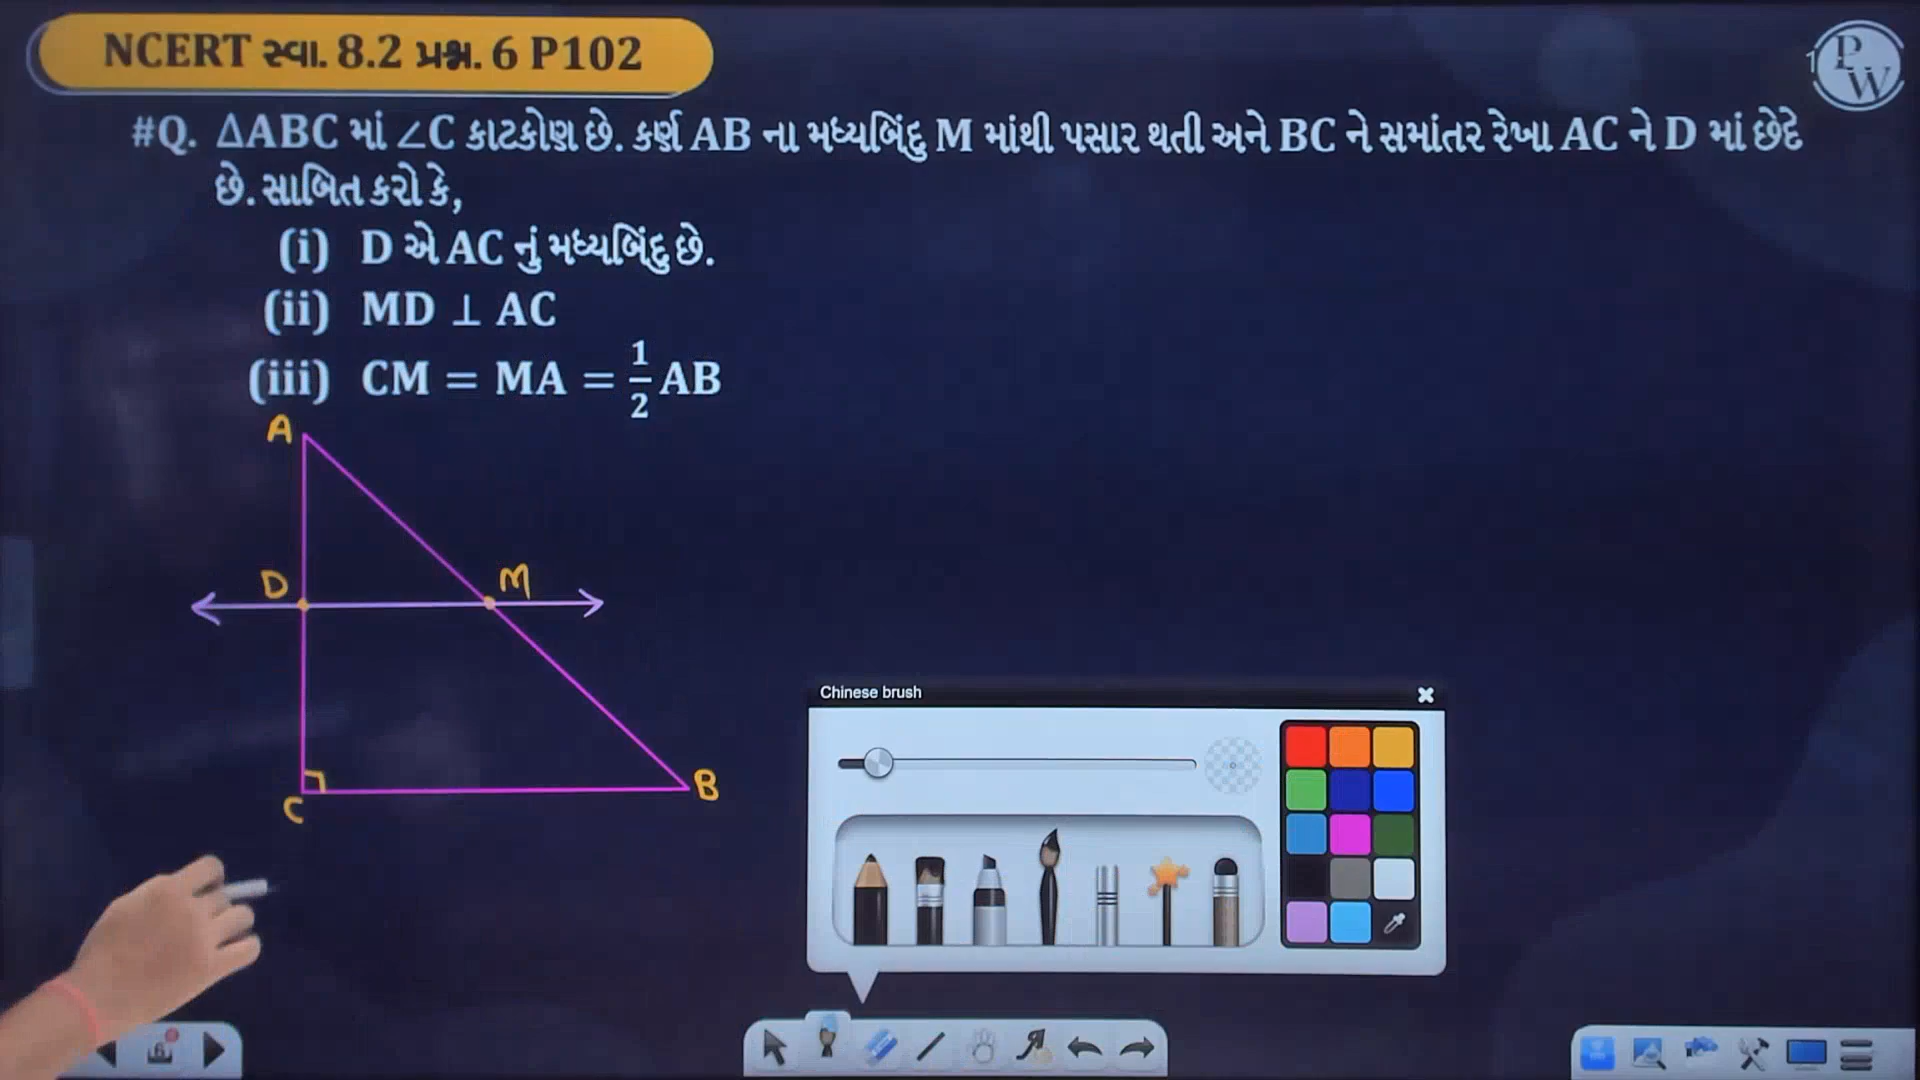 NCERT સ્વા. 8.2 પ્રશ્ન. 6 P102
PW
#Q. ΔABC માં ∠C કાટકોણ છે. કર્ણ AB ના મધ્યબિંદુ M માંથી પસાર થતી અને BC ને સમાંતર રેખા AC ને D માં છેદે
છે. સાબિત કરો કે,
(i) D એ AC નું મધ્યબિંદુ છે.
(ii) MD ⊥ AC
(iii) CM = MA = 1/2 AB
A
D
M
C
B
Chinese brush